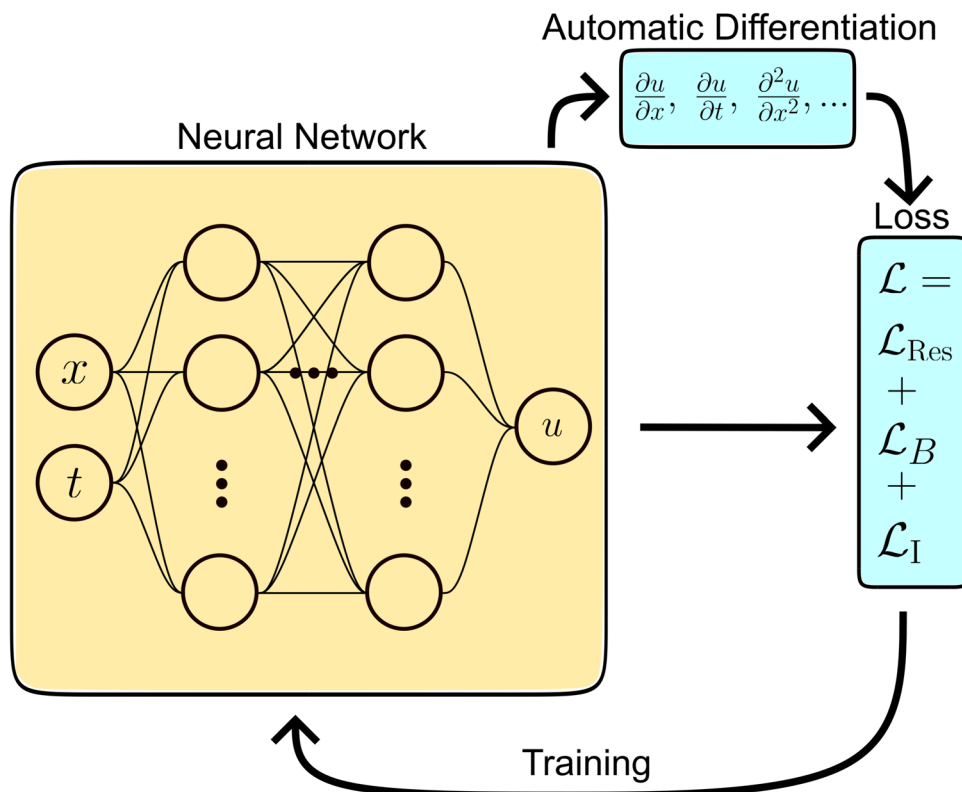 Automatic Differentiation
∂u/∂x, ∂u/∂t, ∂²u/∂x², ...
Neural Network
Loss
ℒ =
ℒ_Res
+
ℒ_B
+
ℒ_I
x
t
u
Training